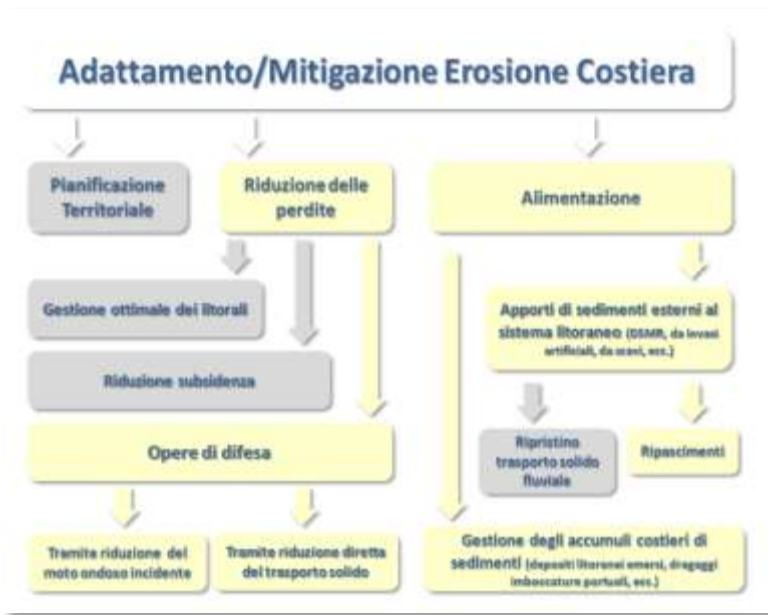 Adattamento/Mitigazione Erosione Costiera
Pianificazione
Territoriale
Riduzione delle
perdite
Alimentazione
Gestione ottimale dei litorali
Apporti di sedimenti esterni al
sistema litoraneo (DSMR, da invasi
artificiali, da scavi, ecc.)
Riduzione subsidenza
Opere di difesa
Ripristino
trasporto solido
fluviale
Ripascimenti
Tramite riduzione del
moto ondoso incidente
Tramite riduzione diretta
del trasporto solido
Gestione degli accumuli costieri di
sedimenti (depositi litoranei emersi, dragaggi
imboccature portuali, ecc.)